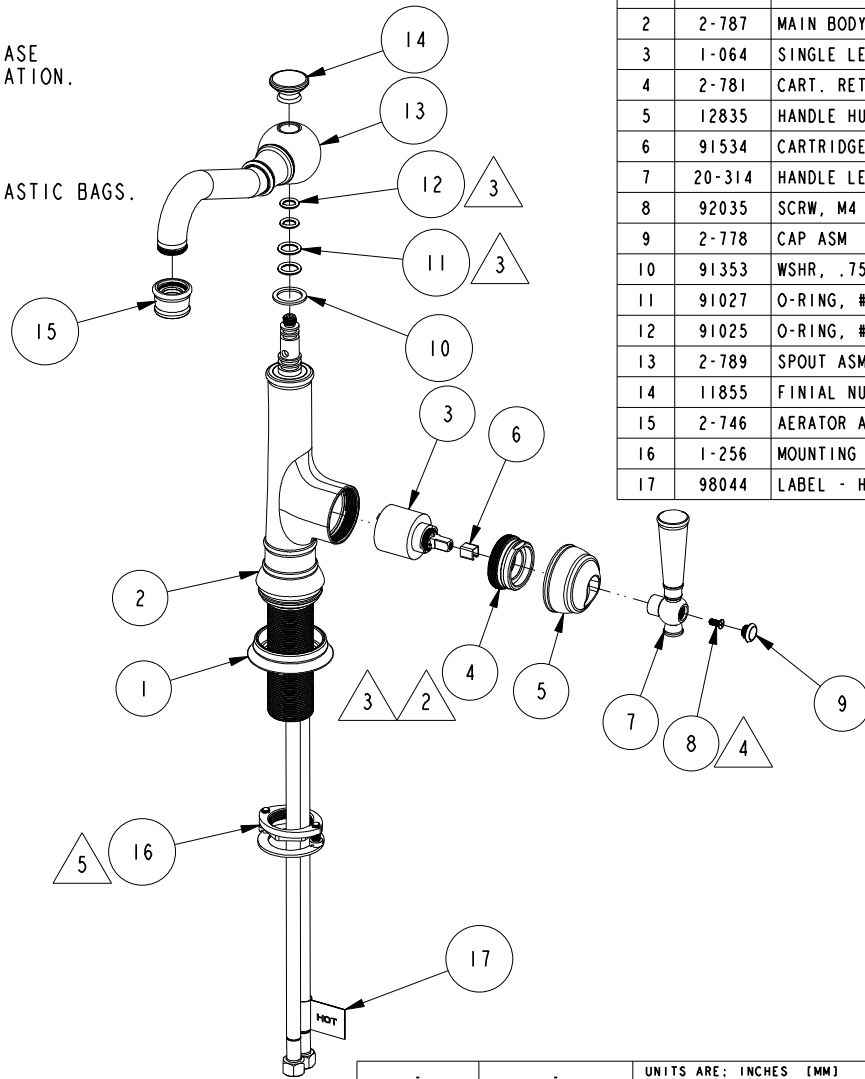 ASE
ATION.
ASTIC BAGS.
2 2-787 MAIN BODY
3 1-064 SINGLE LE
4 2-781 CART. RET
5 12835 HANDLE HU
6 91534 CARTRIDGE
7 20-314 HANDLE LE
8 92035 SCRW, M4
9 2-778 CAP ASM
10 91353 WSHR, .75
11 91027 O-RING, #
12 91025 O-RING, #
13 2-789 SPOUT ASM
14 11855 FINIAL NU
15 2-746 AERATOR A
16 1-256 MOUNTING
17 98044 LABEL - H
14
13
12 3
11 3
15
10
3
6
2
1
3 2
4
5
7
8 4
9
5 16
17
HOT
- - UNITS ARE: INCHES [MM]